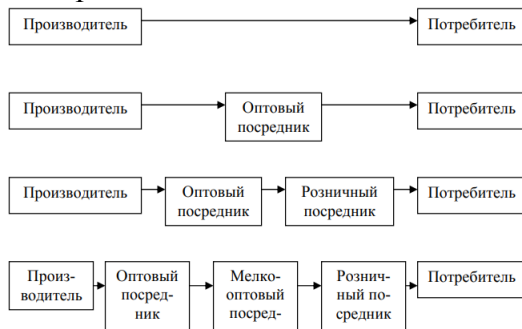 Производитель
Потребитель
Производитель
Оптовый
посредник
Потребитель
Производитель
Оптовый
посредник
Розничный
посредник
Потребитель
Произ-
водитель
Оптовый
посред-
ник
Мелко-
оптовый
посред-
Рознич-
ный по-
средник
Потребитель